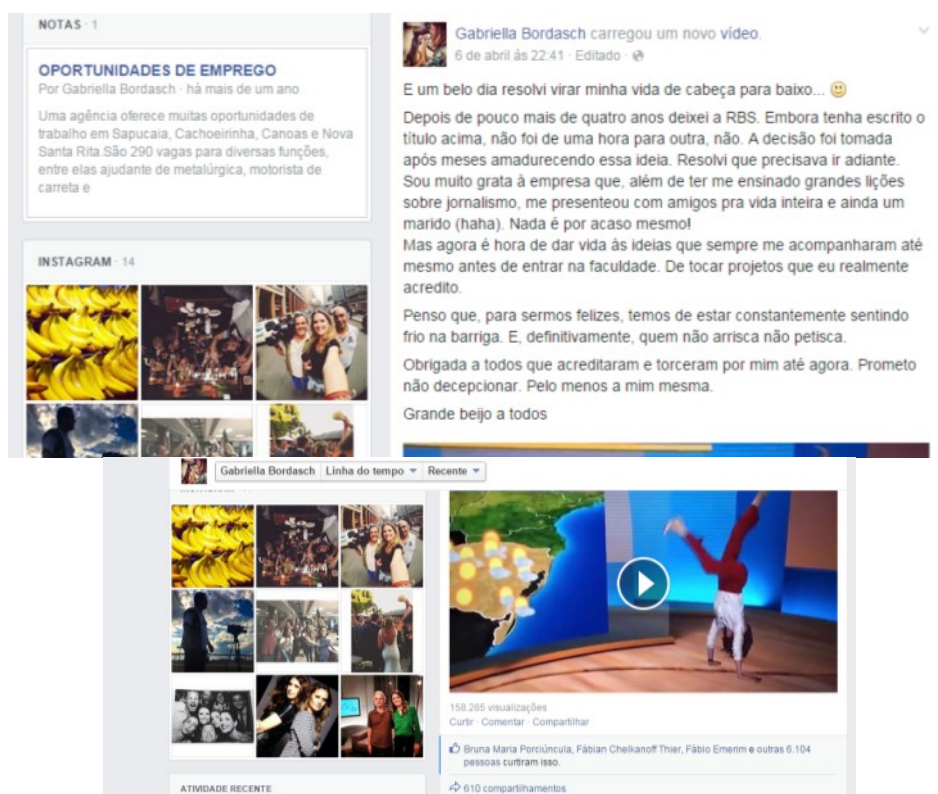 NOTAS · 1
OPORTUNIDADES DE EMPREGO
Por Gabriella Bordasch · há mais de um ano
Uma agência oferece muitas oportunidades de
trabalho em Sapucaia, Cachoeirinha, Canoas e Nova
Santa Rita.São 290 vagas para diversas funções,
entre elas ajudante de metalúrgica, motorista de
carreta e
INSTAGRAM · 14
Gabriella Bordasch carregou um novo vídeo.
6 de abril às 22:41 · Editado ·
E um belo dia resolvi virar minha vida de cabeça para baixo...
Depois de pouco mais de quatro anos deixei a RBS. Embora tenha escrito o
título acima, não foi de uma hora para outra, não. A decisão foi tomada
após meses amadurecendo essa ideia. Resolvi que precisava ir adiante.
Sou muito grata à empresa que, além de ter me ensinado grandes lições
sobre jornalismo, me presenteou com amigos pra vida inteira e ainda um
marido (haha). Nada é por acaso mesmo!
Mas agora é hora de dar vida às ideias que sempre me acompanharam até
mesmo antes de entrar na faculdade. De tocar projetos que eu realmente
acredito.
Penso que, para sermos felizes, temos de estar constantemente sentindo
frio na barriga. E, definitivamente, quem não arrisca não petisca.
Obrigada a todos que acreditaram e torceram por mim até agora. Prometo
não decepcionar. Pelo menos a mim mesma.
Grande beijo a todos
Gabriella Bordasch Linha do tempo Recente
158.285 visualizações
Curtir · Comentar · Compartilhar
Bruna Maria Porciúncula, Fábian Chelkanoff Thier, Fábio Emerim e outras 6.104
pessoas curtiram isso.
610 compartilhamentos
ATIVIDADE RECENTE